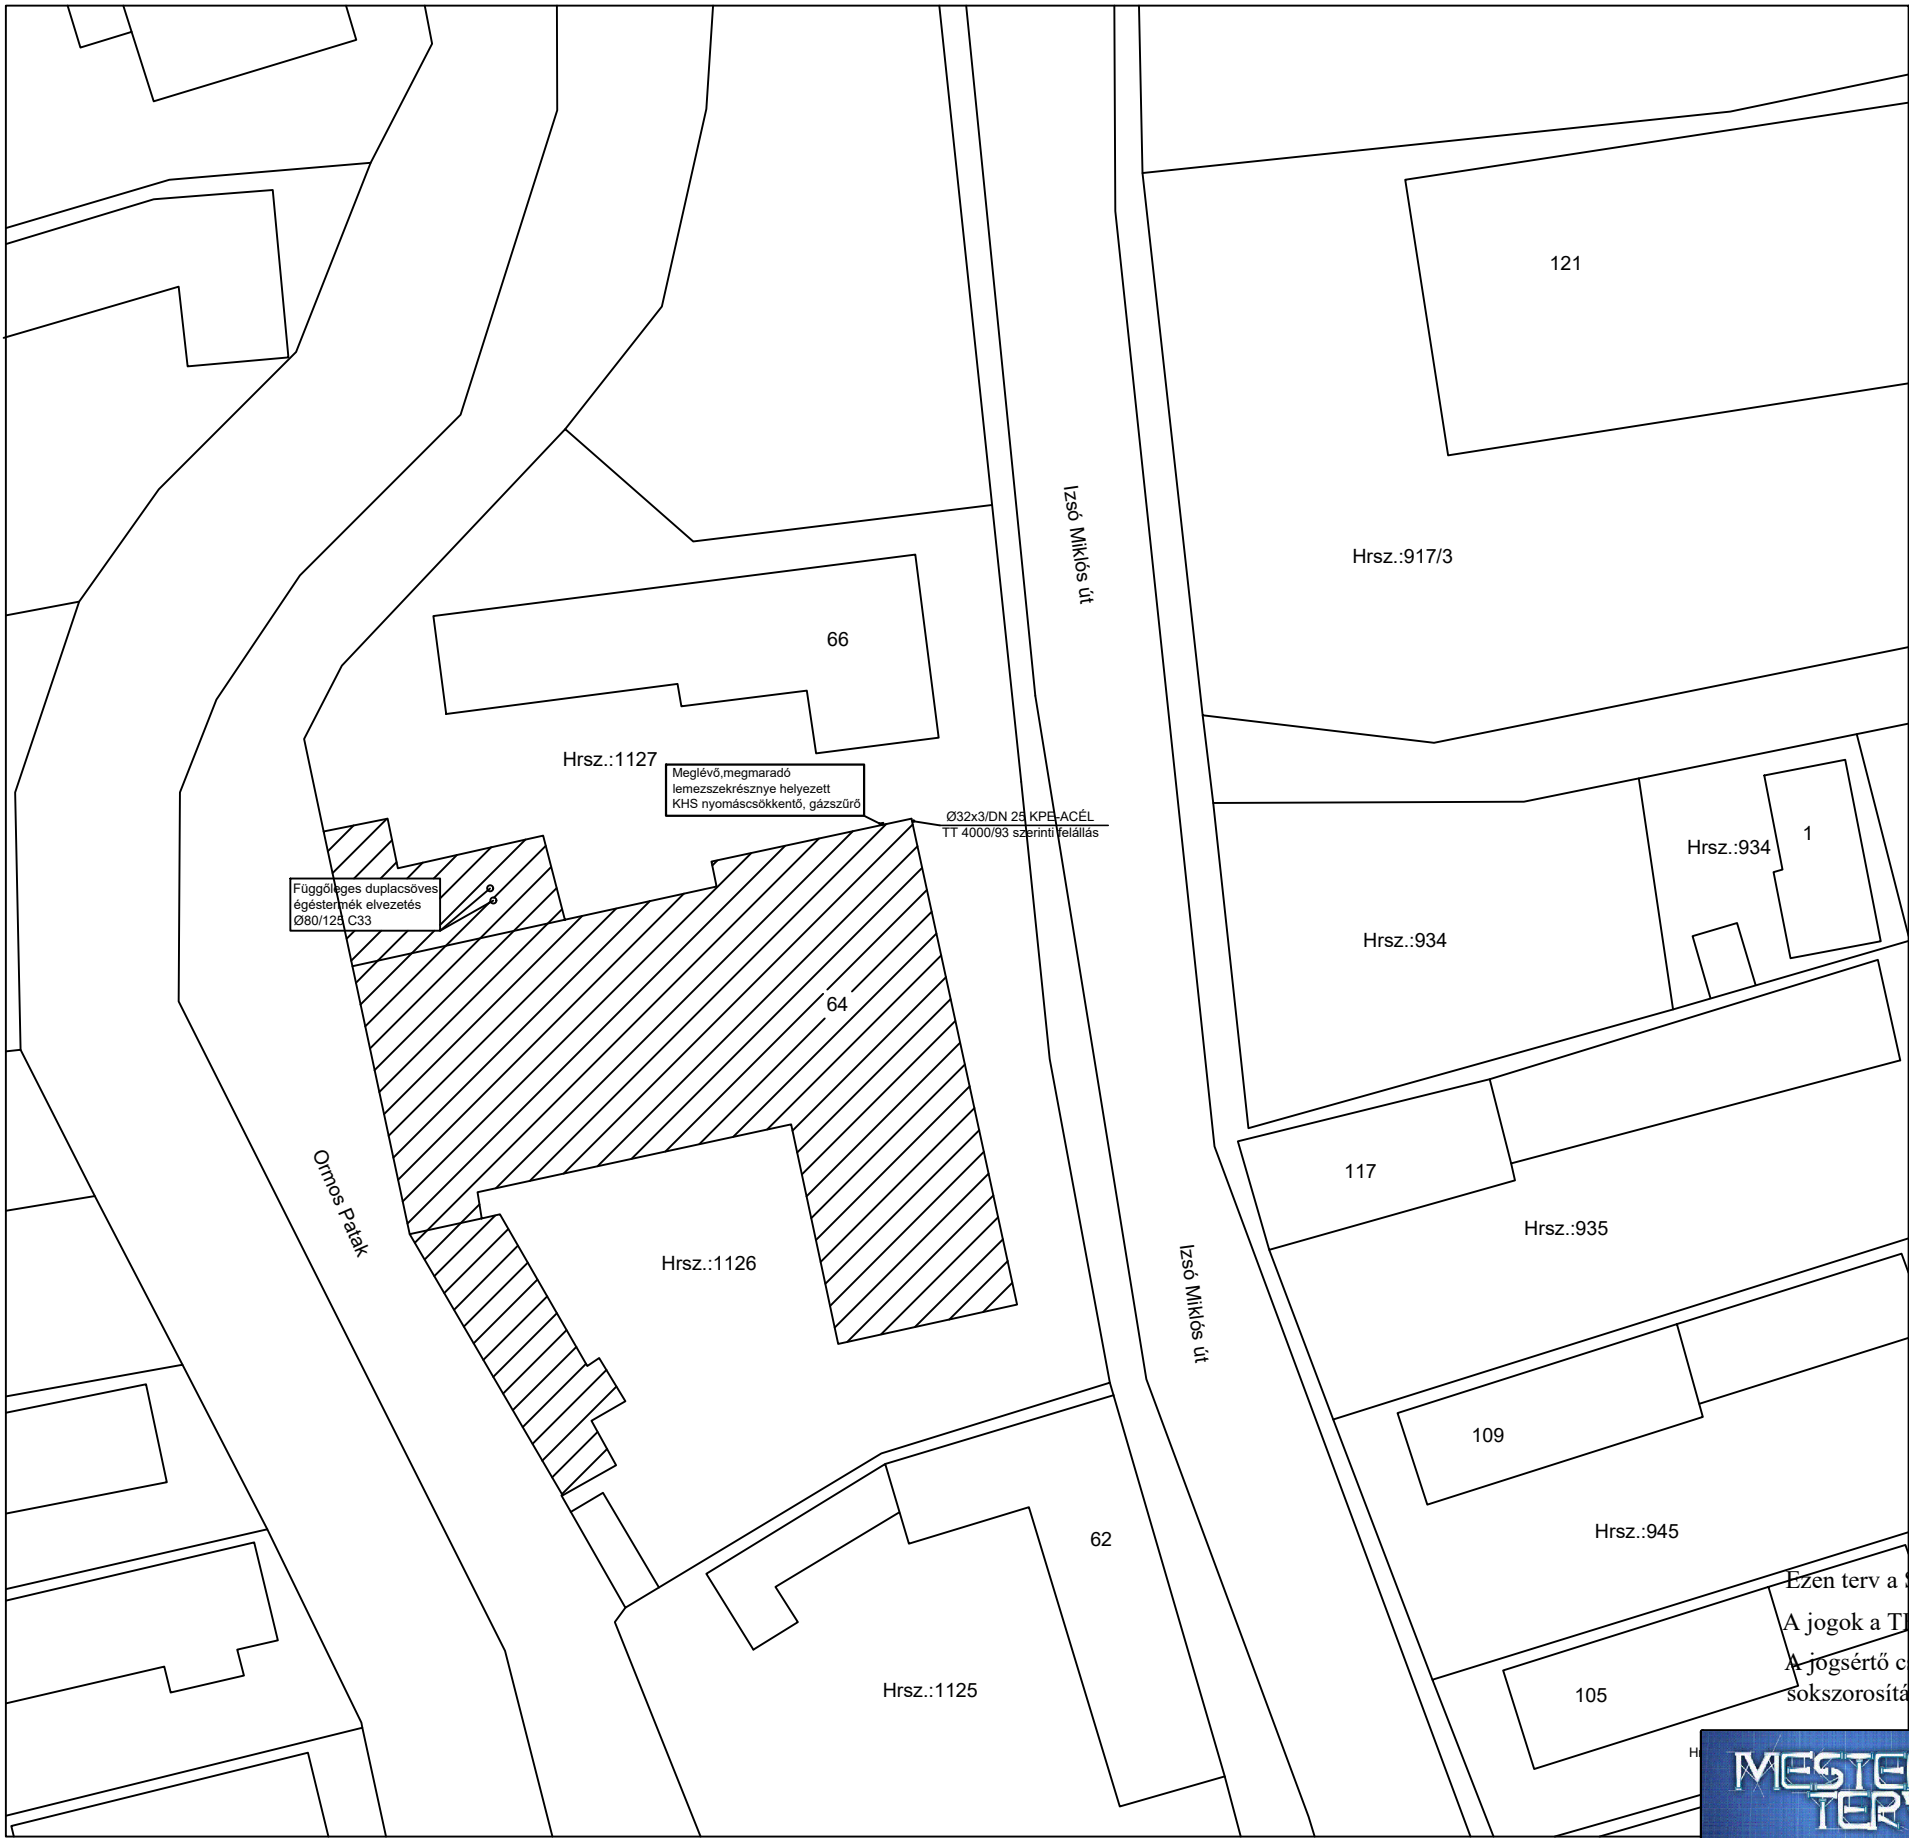 121
Izsó Miklós út
Hrsz.:917/3
66
Hrsz.:1127
Meglévő,megmaradó
lemezszekrésznye helyezett
KHS nyomáscsökkentő, gázszűrő
Ø32x3/DN 25 KPE-ACÉL
TT 4000/93 szerinti felállás
1
Hrsz.:934
Függőleges duplacsöves
égéstermék elvezetés
Ø80/125 C33
Hrsz.:934
64
Ormos Patak
117
Hrsz.:935
Hrsz.:1126
Izsó Miklós út
109
62
Hrsz.:945
Ezen terv a
A jogok a
A jogsértő
Hrsz.:1125
105
MESTE
TER